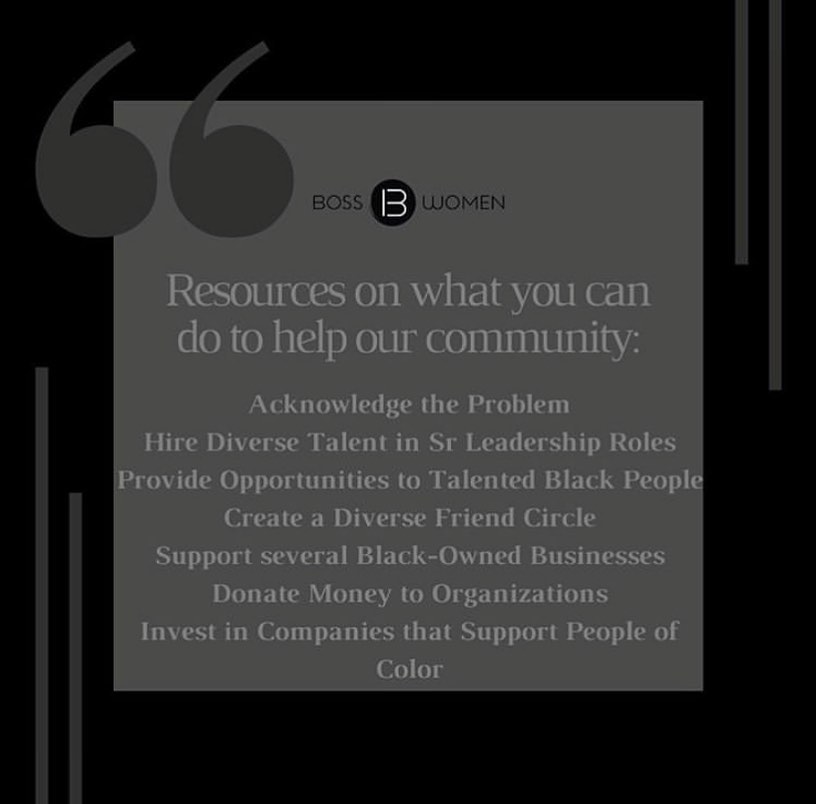 BOSS B WOMEN
Resources on what you can
do to help our community:
Acknowledge the Problem
Hire Diverse Talent in Sr Leadership Roles
Provide Opportunities to Talented Black People
Create a Diverse Friend Circle
Support several Black-Owned Businesses
Donate Money to Organizations
Invest in Companies that Support People of
Color